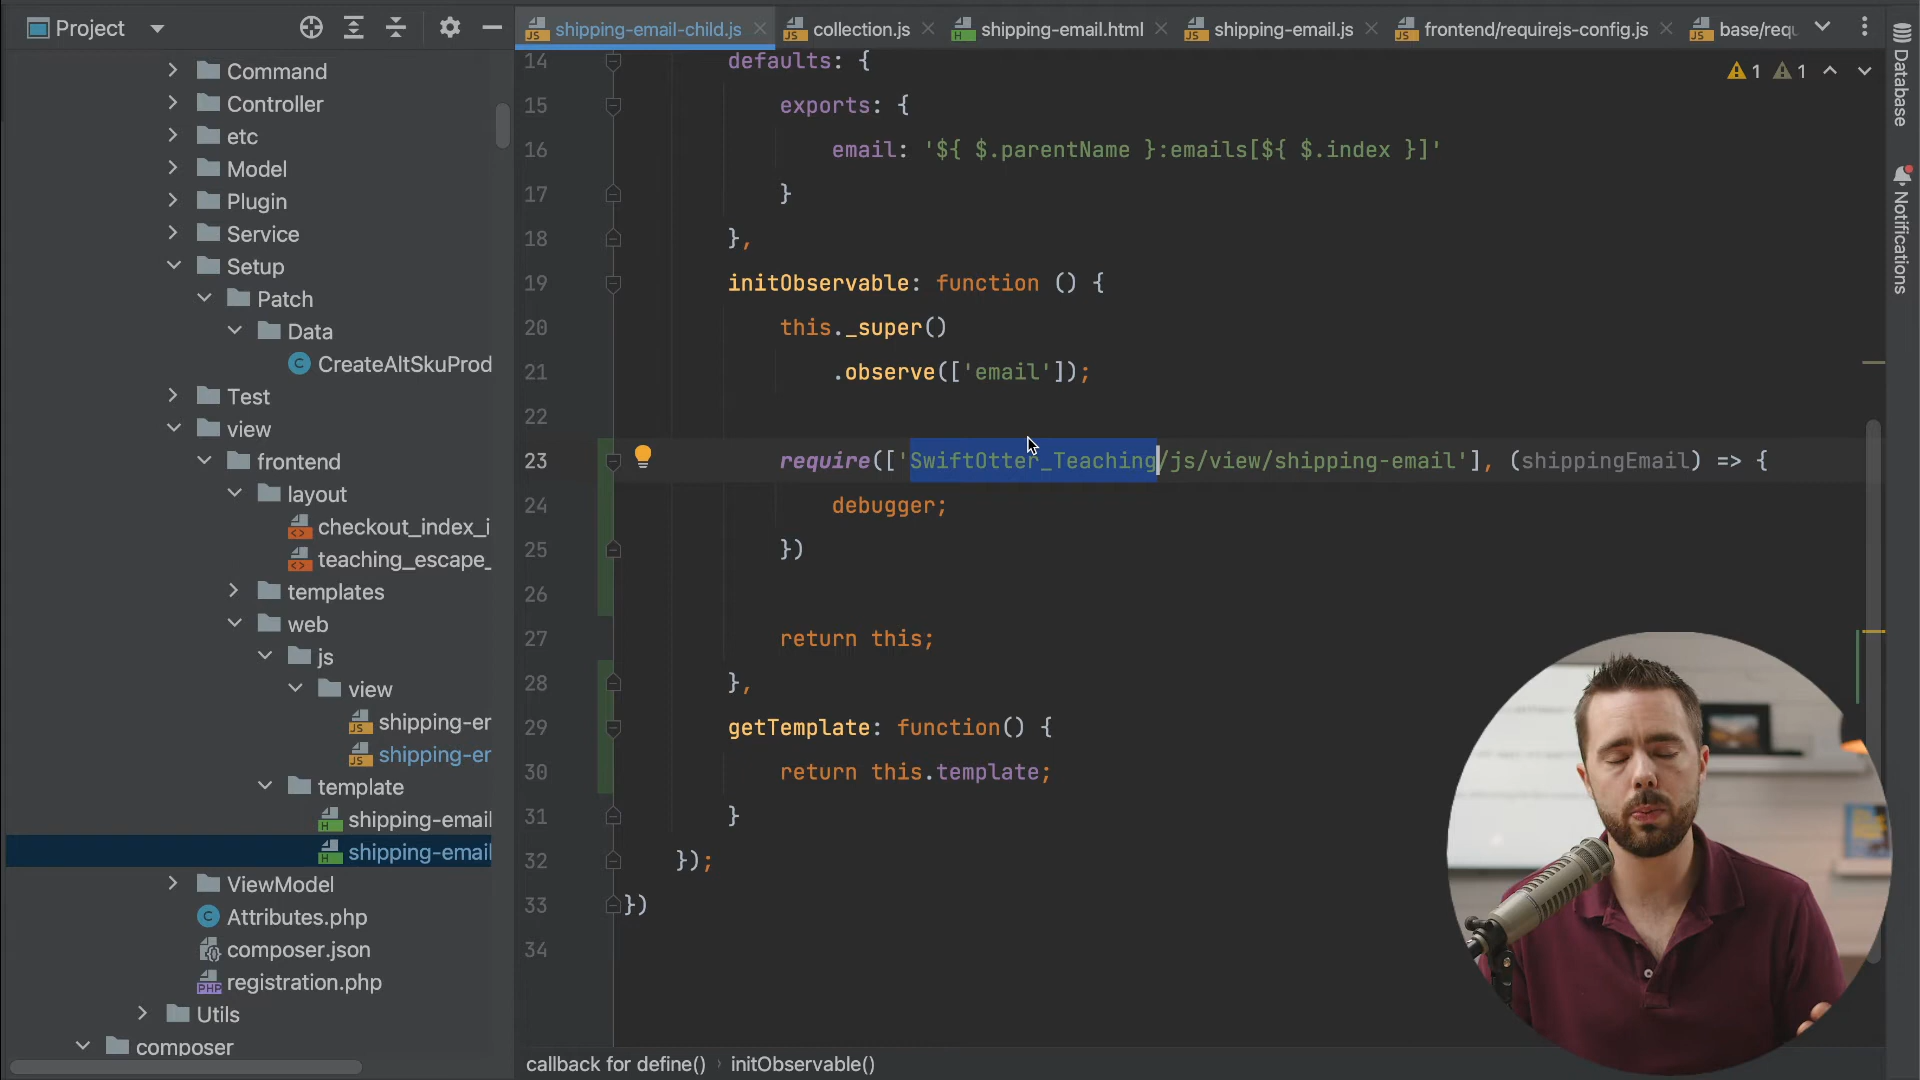 Project
shipping-email-child.js
collection.js
shipping-email.html
shipping-email.js
frontend/requirejs-config.js
base/requ
Command
Controller
etc
Model
Plugin
Service
Setup
Patch
Data
CreateAltSkuProd
Test
view
frontend
layout
checkout_index_i
teaching_escape_
templates
web
js
view
shipping-er
shipping-er
template
shipping-email
shipping-email
ViewModel
Attributes.php
composer.json
registration.php
Utils
composer
1 1
14 defaults: {
15 exports: {
16 email: '${ $.parentName }:emails[${ $.index }]'
17 }
18 },
19 initObservable: function () {
20 this._super()
21 .observe(['email']);
22
23 require(['SwiftOtter_Teaching/js/view/shipping-email'], (shippingEmail) => {
24 debugger;
25 })
26
27 return this;
28 },
29 getTemplate: function() {
30 return this.template;
31 }
32 });
33 })
34
callback for define() › initObservable()
Database
Notifications